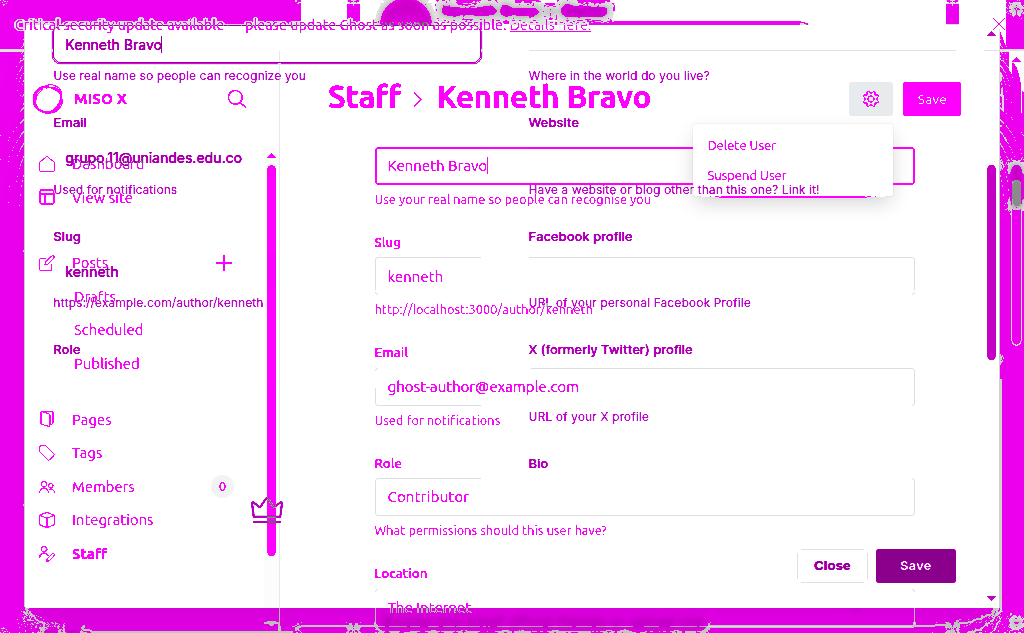 Critical security update available — please update Ghost as soon as possible. Details here.
Kenneth Bravo
Use real name so people can recognize you
Where in the world do you live?
MISO X
Staff > Kenneth Bravo
Save
Email
Website
Delete User
grupo.11@uniandes.edu.co
Dashboard
Kenneth Bravo
Suspend User
Used for notifications
Have a website or blog other than this one? Link it!
View site
Use your real name so people can recognise you
Slug
Facebook profile
Slug
Posts
kenneth
kenneth
Drafts
https://example.com/author/kenneth
URL of your personal Facebook Profile
http://localhost:3000/author/kenneth
Scheduled
Role
X (formerly Twitter) profile
Email
Published
ghost-author@example.com
Pages
Used for notifications
URL of your X profile
Tags
Role
Bio
Members
0
Contributor
Integrations
What permissions should this user have?
Staff
Close
Save
Location
The Internet